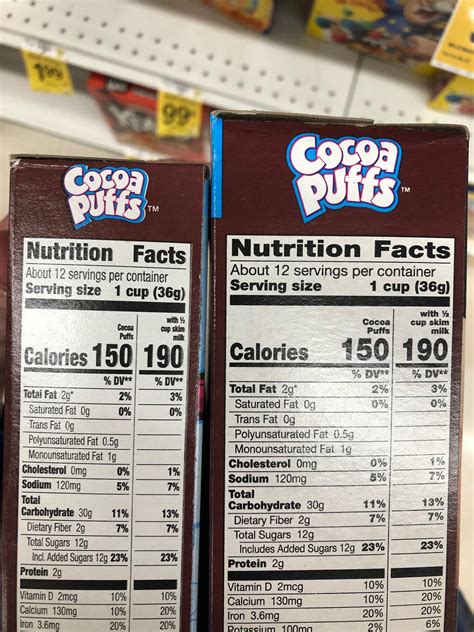 1.99
99¢
Cocoa
Puffs™
Nutrition Facts
About 12 servings per container
Serving size 1 cup (36g)
Cocoa Puffs
with ½ cup skim milk
Calories 150 190
% DV** % DV**
Total Fat 2g* 2% 3%
Saturated Fat 0g 0% 0%
Trans Fat 0g
Polyunsaturated Fat 0.5g
Monounsaturated Fat 1g
Cholesterol 0mg 0% 1%
Sodium 120mg 5% 7%
Total
Carbohydrate 30g 11% 13%
Dietary Fiber 2g 7% 7%
Total Sugars 12g
Incl. Added Sugars 12g 23% 23%
Protein 2g
Vitamin D 2mcg 10% 10%
Calcium 130mg 10% 20%
Iron 3.6mg 20% 20%
Cocoa
Puffs™
Nutrition Facts
About 12 servings per container
Serving size 1 cup (36g)
Cocoa Puffs
with ½ cup skim milk
Calories 150 190
% DV** % DV**
Total Fat 2g* 2% 3%
Saturated Fat 0g 0% 0%
Trans Fat 0g
Polyunsaturated Fat 0.5g
Monounsaturated Fat 1g
Cholesterol 0mg 0% 1%
Sodium 120mg 5% 7%
Total
Carbohydrate 30g 11% 13%
Dietary Fiber 2g 7% 7%
Total Sugars 12g
Includes Added Sugars 12g 23% 23%
Protein 2g
Vitamin D 2mcg 10% 10%
Calcium 130mg 10% 20%
Iron 3.6mg 20% 20%
Potassium 100mg 2% 6%